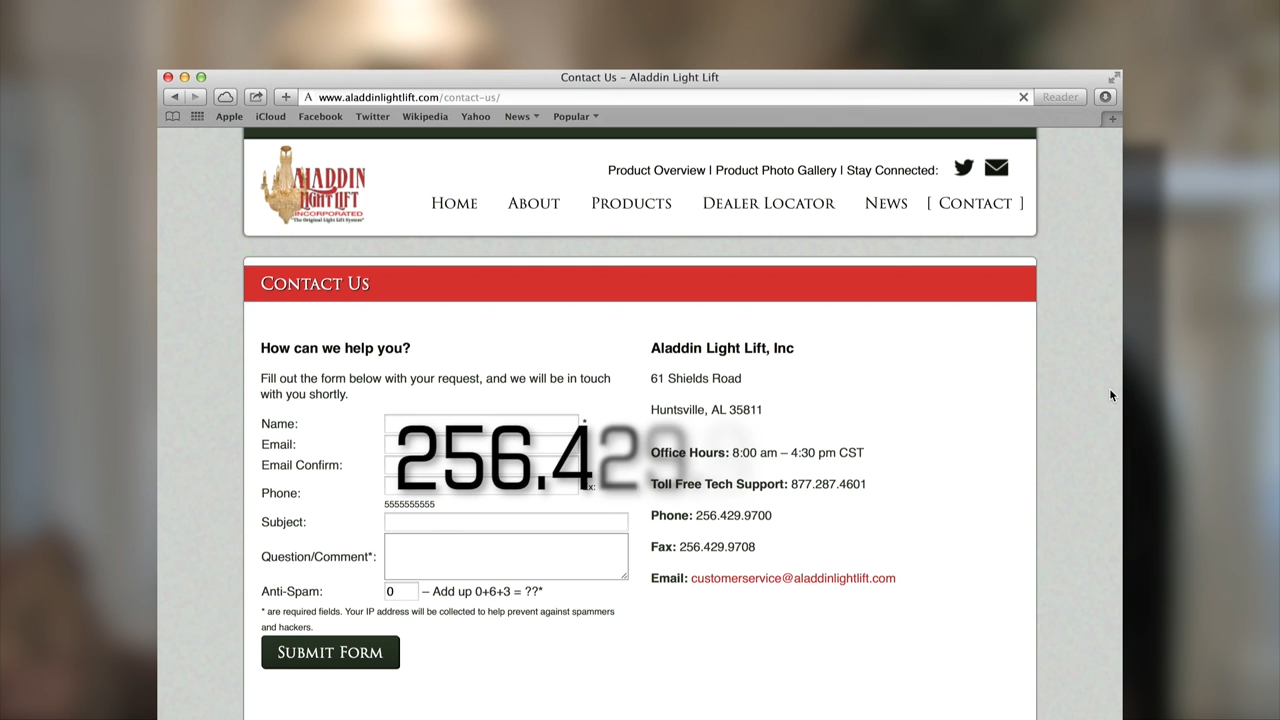 Contact Us – Aladdin Light Lift
www.aladdinlightlift.com/contact-us/
Reader
Apple iCloud Facebook Twitter Wikipedia Yahoo News Popular
ALADDIN
LIGHT LIFT
INCORPORATED
"The Original Light Lift System"
Product Overview | Product Photo Gallery | Stay Connected:
HOME ABOUT PRODUCTS DEALER LOCATOR NEWS [ CONTACT ]
CONTACT US
How can we help you?
Fill out the form below with your request, and we will be in touch
with you shortly.
Name: *
Email:
Email Confirm:
Phone:
5555555555
Subject:
Question/Comment*:
Anti-Spam: 0 – Add up 0+6+3 = ??*
* are required fields. Your IP address will be collected to help prevent against spammers
and hackers.
SUBMIT FORM
256.429
Aladdin Light Lift, Inc
61 Shields Road
Huntsville, AL 35811
Office Hours: 8:00 am – 4:30 pm CST
Toll Free Tech Support: 877.287.4601
Phone: 256.429.9700
Fax: 256.429.9708
Email: customerservice@aladdinlightlift.com